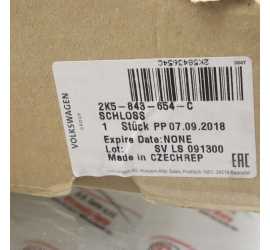 2K5843654C
VOLKSWAGEN
GROUP
2K5-843-654-C
SCHLOSS
1 Stück PP 07.09.2018
Expire Date:NONE
Lot: SV LS 091300
Made in CZECHREP
EAC